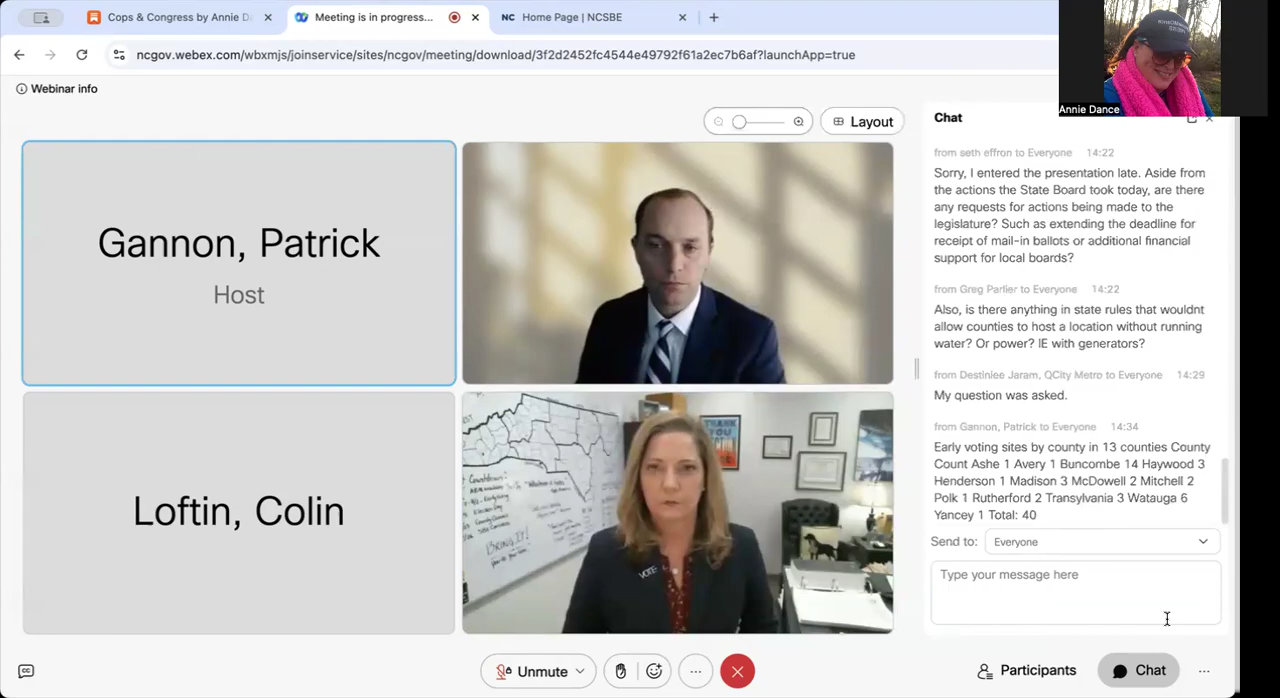 Cops & Congress by Annie D
Meeting is in progress...
NC Home Page | NCSBE
ncgov.webex.com/wbxmjs/joinservice/sites/ncgov/meeting/download/3f2d2452fc4544e49792f61a2ec7b6af?launchApp=true
Annie Dance
Webinar info
Layout
Gannon, Patrick
Host
Loftin, Colin
THANK
YOU
BRING IT!
VOTE
Chat
from seth effron to Everyone 14:22
Sorry, I entered the presentation late. Aside from
the actions the State Board took today, are there
any requests for actions being made to the
legislature? Such as extending the deadline for
receipt of mail-in ballots or additional financial
support for local boards?
from Greg Parlier to Everyone 14:22
Also, is there anything in state rules that wouldnt
allow counties to host a location without running
water? Or power? IE with generators?
from Destiniee Jaram, QCity Metro to Everyone 14:29
My question was asked.
from Gannon, Patrick to Everyone 14:34
Early voting sites by county in 13 counties County
Count Ashe 1 Avery 1 Buncombe 14 Haywood 3
Henderson 1 Madison 3 McDowell 2 Mitchell 2
Polk 1 Rutherford 2 Transylvania 3 Watauga 6
Yancey 1 Total: 40
Send to: Everyone
Type your message here
CC
Unmute
Participants
Chat